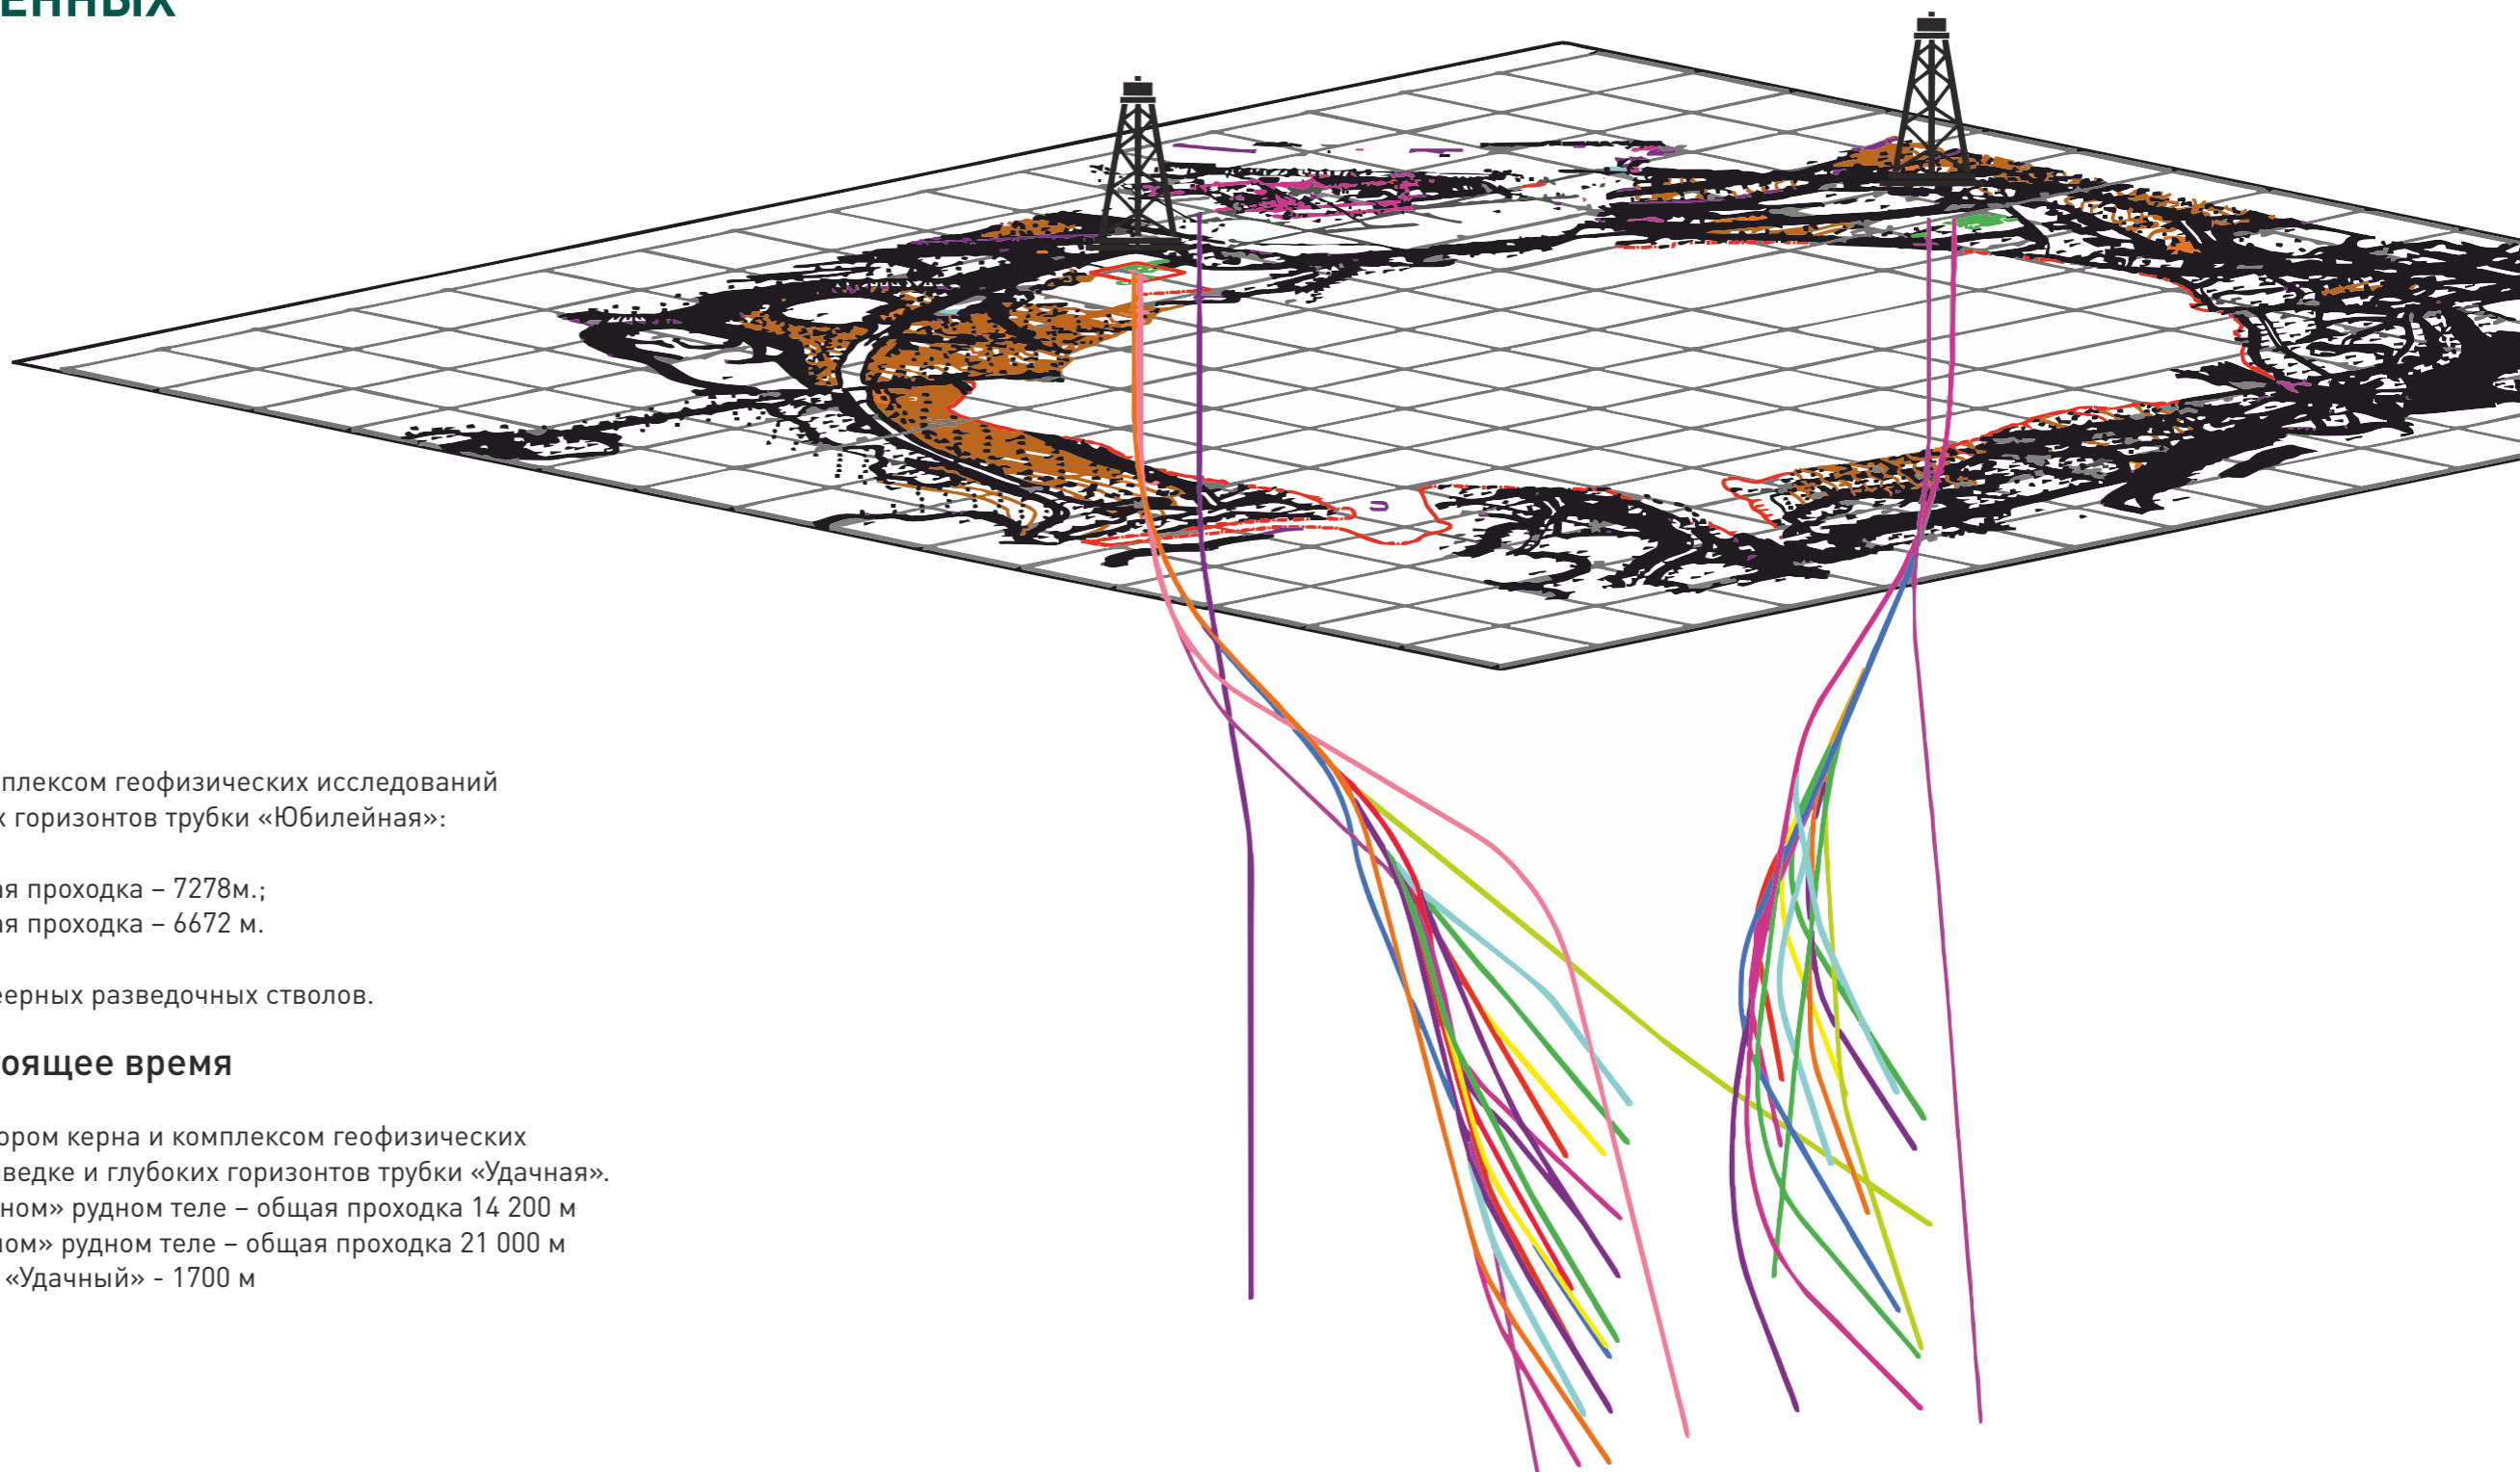 ЕННЫХ
плексом геофизических исследований
х горизонтов трубки «Юбилейная»:
ая проходка – 7278м.;
ая проходка – 6672 м.
еерных разведочных стволов.
оящее время
ором керна и комплексом геофизических
ведке и глубоких горизонтов трубки «Удачная».
ном» рудном теле – общая проходка 14 200 м
ом» рудном теле – общая проходка 21 000 м
«Удачный» - 1700 м